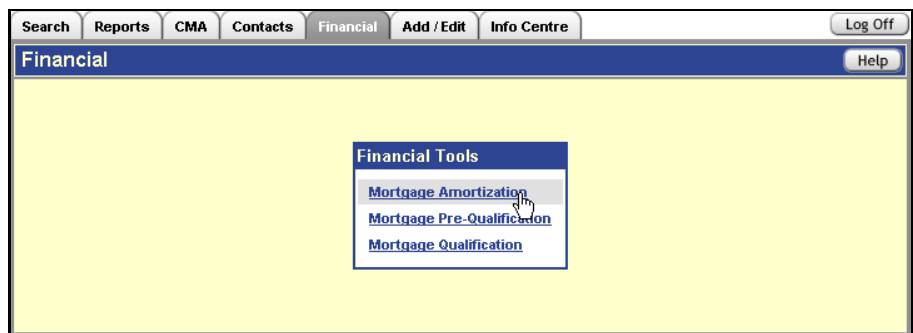 Search Reports CMA Contacts Financial Add / Edit Info Centre Log Off
Financial Help
Financial Tools
Mortgage Amortization
Mortgage Pre-Qualification
Mortgage Qualification